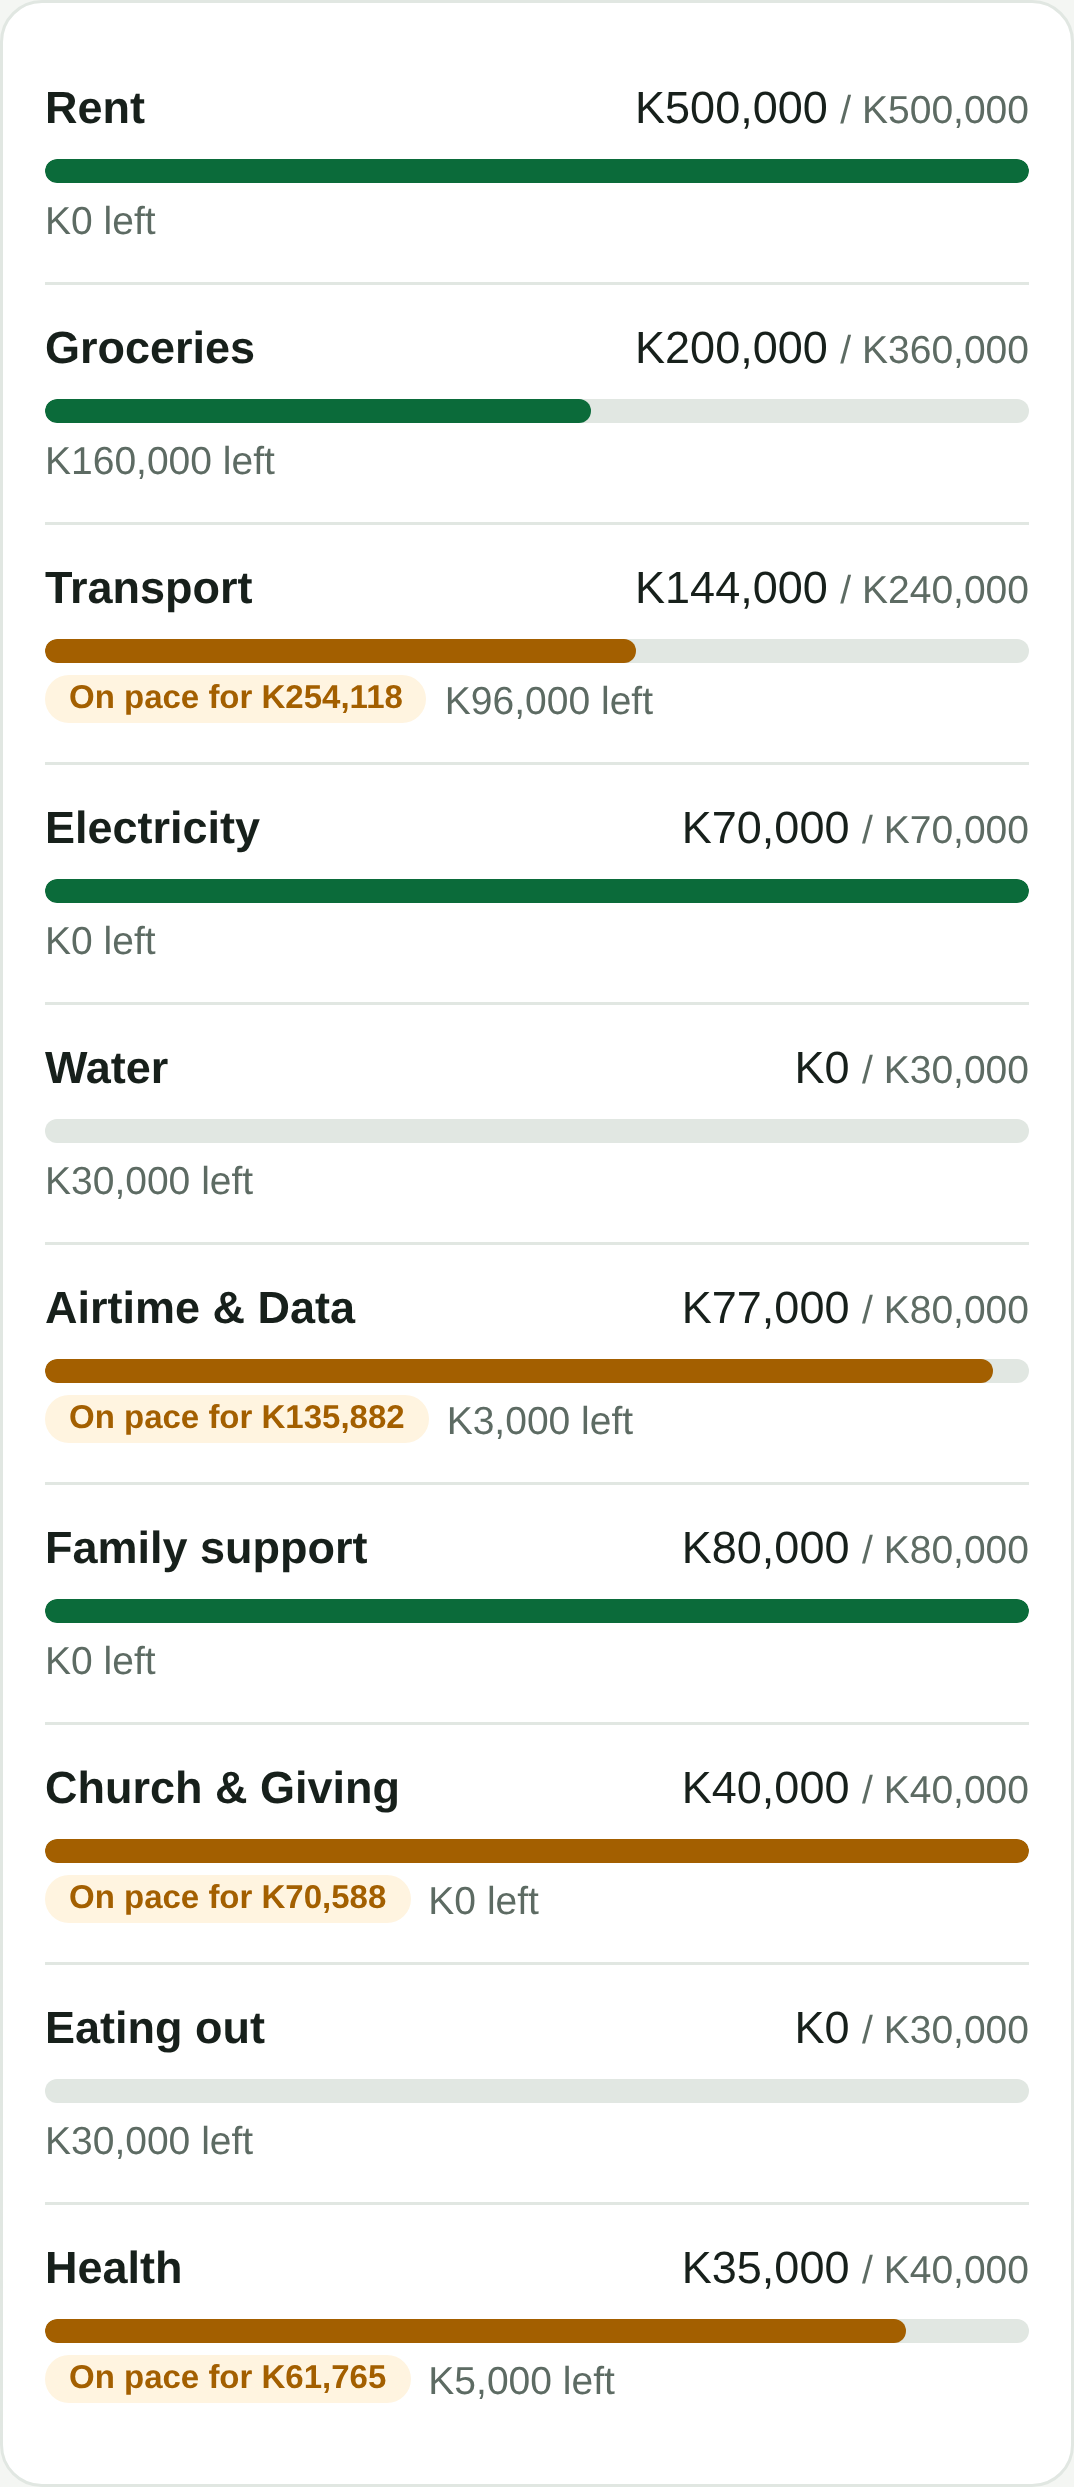 Rent K500,000 / K500,000
K0 left
Groceries K200,000 / K360,000
K160,000 left
Transport K144,000 / K240,000
On pace for K254,118 K96,000 left
Electricity K70,000 / K70,000
K0 left
Water K0 / K30,000
K30,000 left
Airtime & Data K77,000 / K80,000
On pace for K135,882 K3,000 left
Family support K80,000 / K80,000
K0 left
Church & Giving K40,000 / K40,000
On pace for K70,588 K0 left
Eating out K0 / K30,000
K30,000 left
Health K35,000 / K40,000
On pace for K61,765 K5,000 left